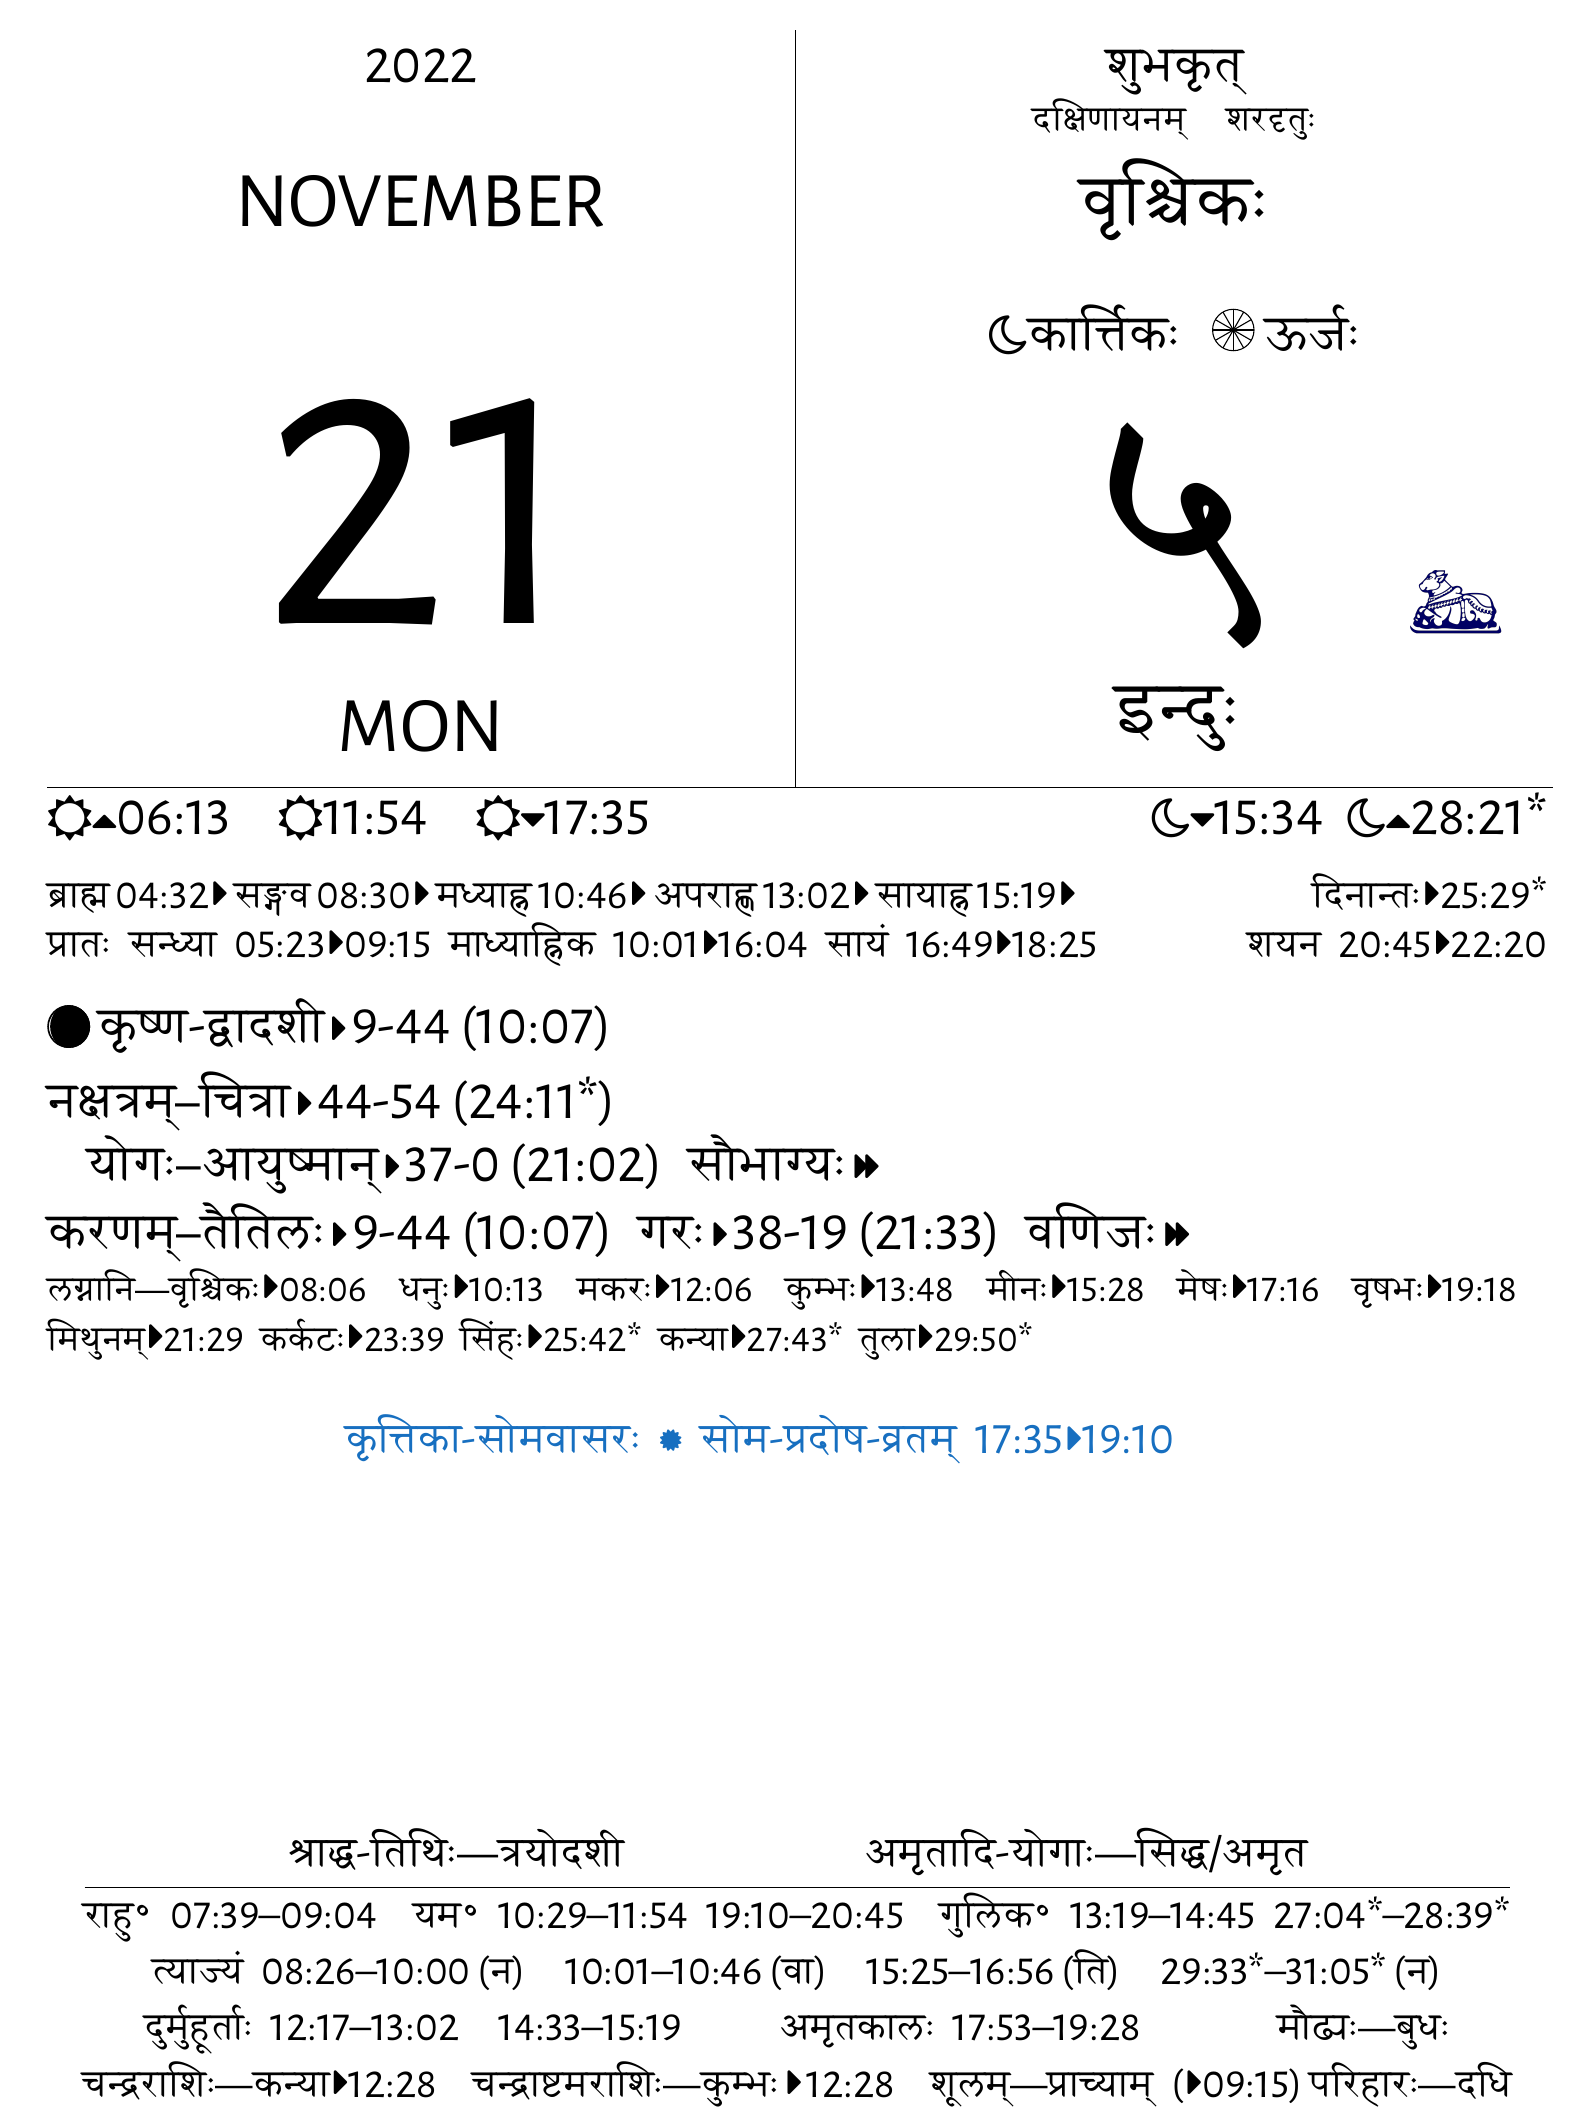 2022
NOVEMBER
21
MON
शुभकृत्
दक्षिणायनम् शरदृतुः
वृश्चिकः
कार्त्तिकः ऊर्जः
५
इन्दुः
06:13 11:54 17:35 15:34 28:21*
ब्राह्म 04:32 सङ्गव 08:30 मध्याह्न 10:46 अपराह्ण 13:02 सायाह्न 15:19 दिनान्तः 25:29*
प्रातः सन्ध्या 05:23 09:15 माध्याह्निक 10:01 16:04 सायं 16:49 18:25 शयन 20:45 22:20
कृष्ण-द्वादशी 9-44 (10:07)
नक्षत्रम्–चित्रा 44-54 (24:11*)
योगः–आयुष्मान् 37-0 (21:02) सौभाग्यः
करणम्–तैतिलः 9-44 (10:07) गरः 38-19 (21:33) वणिजः
लग्नानि—वृश्चिकः 08:06 धनुः 10:13 मकरः 12:06 कुम्भः 13:48 मीनः 15:28 मेषः 17:16 वृषभः 19:18
मिथुनम् 21:29 कर्कटः 23:39 सिंहः 25:42* कन्या 27:43* तुला 29:50*
कृत्तिका-सोमवासरः सोम-प्रदोष-व्रतम् 17:35 19:10
श्राद्ध-तिथिः—त्रयोदशी अमृतादि-योगाः—सिद्ध/अमृत
राहु॰ 07:39–09:04 यम॰ 10:29–11:54 19:10–20:45 गुलिक॰ 13:19–14:45 27:04*–28:39*
त्याज्यं 08:26–10:00 (न) 10:01–10:46 (वा) 15:25–16:56 (ति) 29:33*–31:05* (न)
दुर्मुहूर्ताः 12:17–13:02 14:33–15:19 अमृतकालः 17:53–19:28 मौढ्यः—बुधः
चन्द्रराशिः—कन्या 12:28 चन्द्राष्टमराशिः—कुम्भः 12:28 शूलम्—प्राच्याम् ( 09:15) परिहारः—दधि